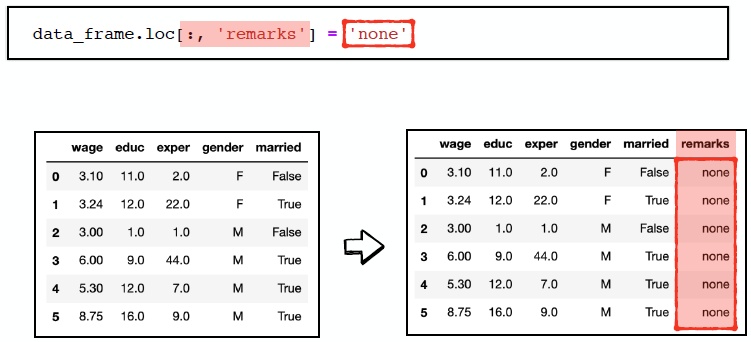 data_frame.loc[:, 'remarks'] = 'none'
wage educ exper gender married
0 3.10 11.0 2.0 F False
1 3.24 12.0 22.0 F True
2 3.00 1.0 1.0 M False
3 6.00 9.0 44.0 M True
4 5.30 12.0 7.0 M True
5 8.75 16.0 9.0 M True
wage educ exper gender married remarks
0 3.10 11.0 2.0 F False none
1 3.24 12.0 22.0 F True none
2 3.00 1.0 1.0 M False none
3 6.00 9.0 44.0 M True none
4 5.30 12.0 7.0 M True none
5 8.75 16.0 9.0 M True none